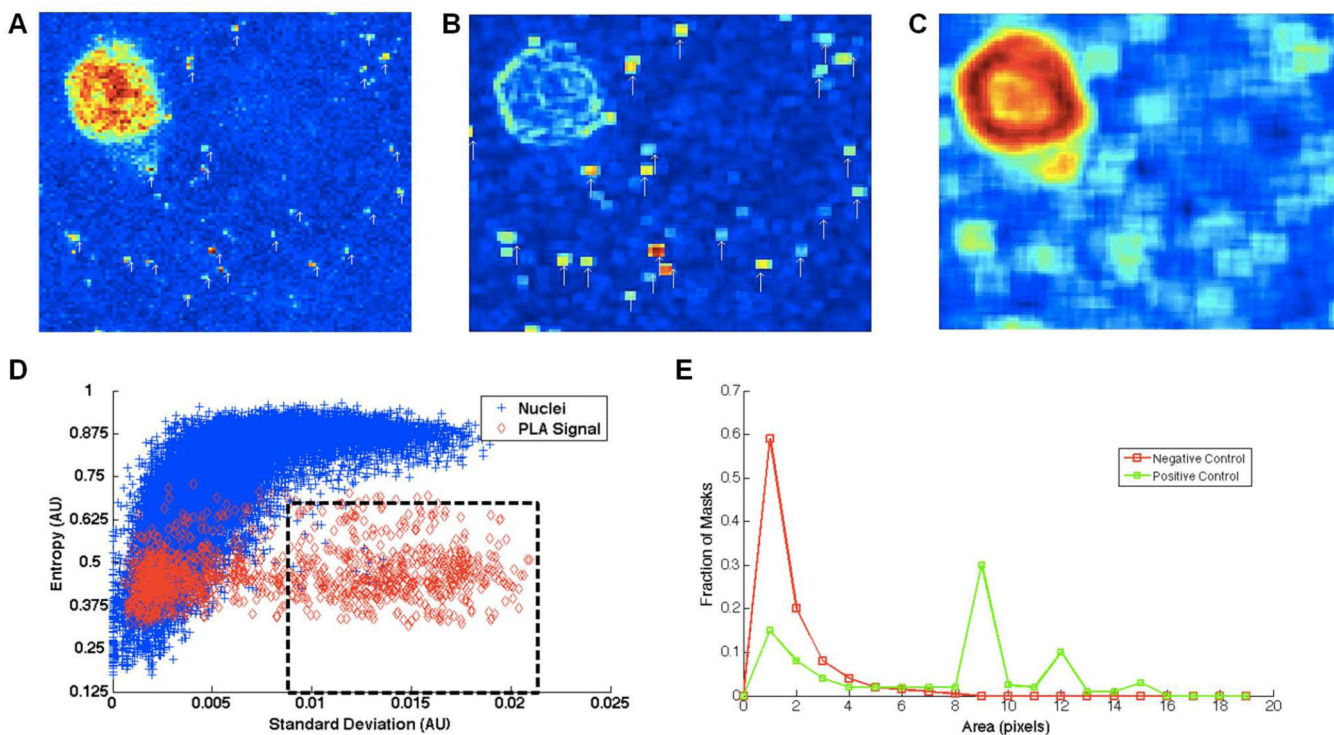 A
B
C
D
1
0.875
0.75
0.625
0.5
0.375
0.25
0.125
0
0.005
0.01
0.015
0.02
0.025
Entropy (AU)
Standard Deviation (AU)
Nuclei
PLA Signal
E
0.7
0.6
0.5
0.4
0.3
0.2
0.1
0
0 2 4 6 8 10 12 14 16 18 20
Fraction of Masks
Area (pixels)
Negative Control
Positive Control